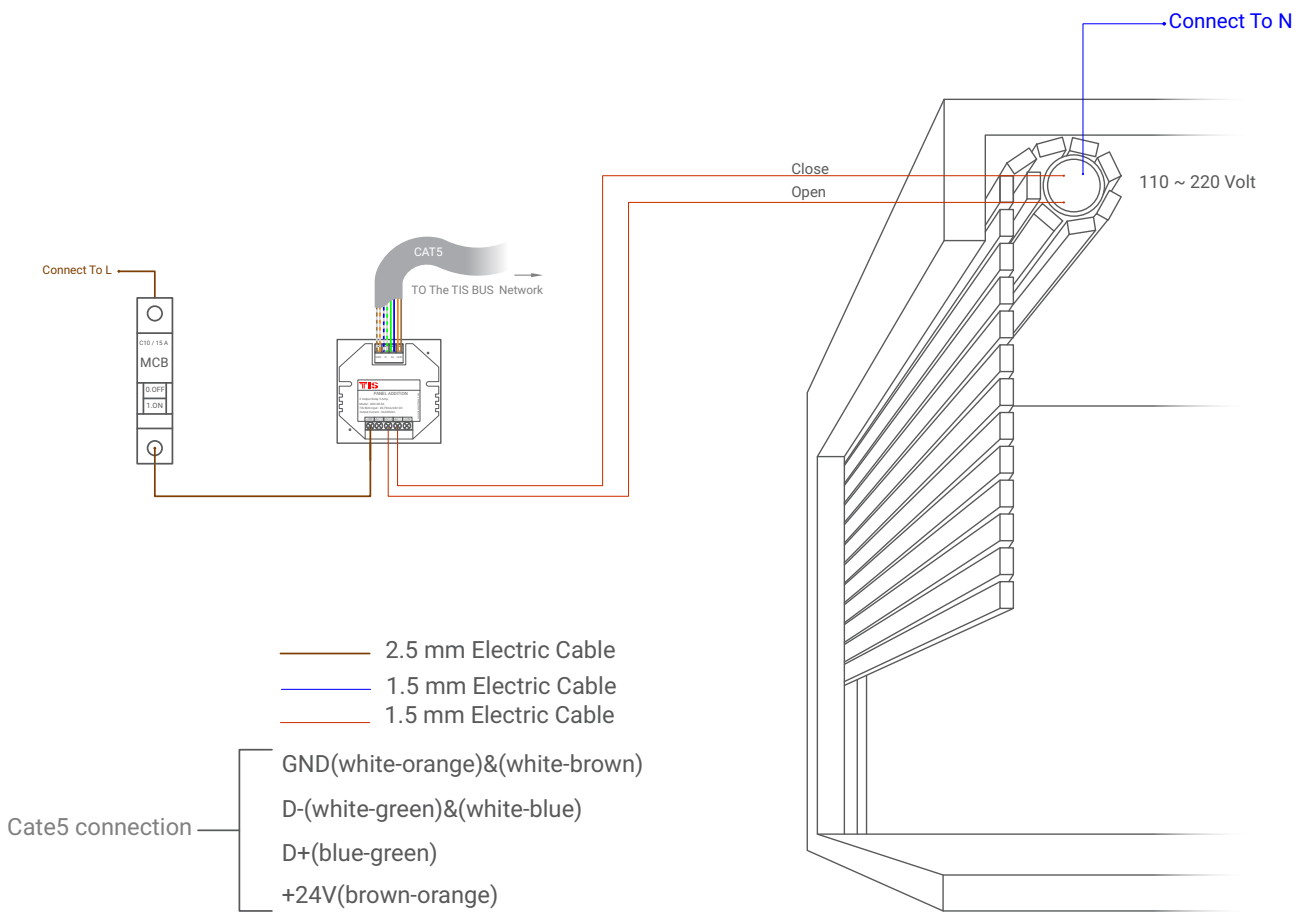 Connect To N
Close
Open
110 ~ 220 Volt
CAT5
Connect To L
TO The TIS BUS Network
C10 / 15 A
MCB
0.OFF
1.ON
TIS
PANEL ADDITION
2.5 mm Electric Cable
1.5 mm Electric Cable
1.5 mm Electric Cable
GND(white-orange)&(white-brown)
D-(white-green)&(white-blue)
Cate5 connection
D+(blue-green)
+24V(brown-orange)